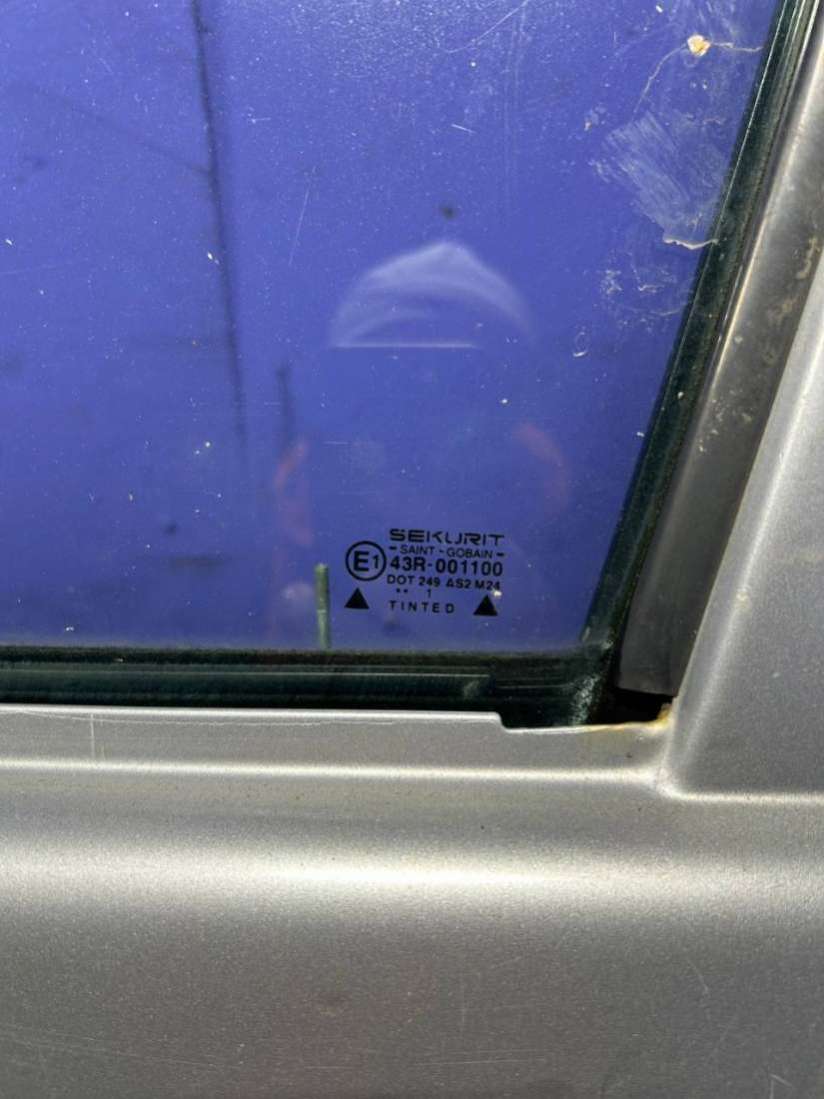 SEKURIT
- SAINT - GOBAIN -
E1 43R-001100
DOT 249 AS2 M24
** 1
TINTED